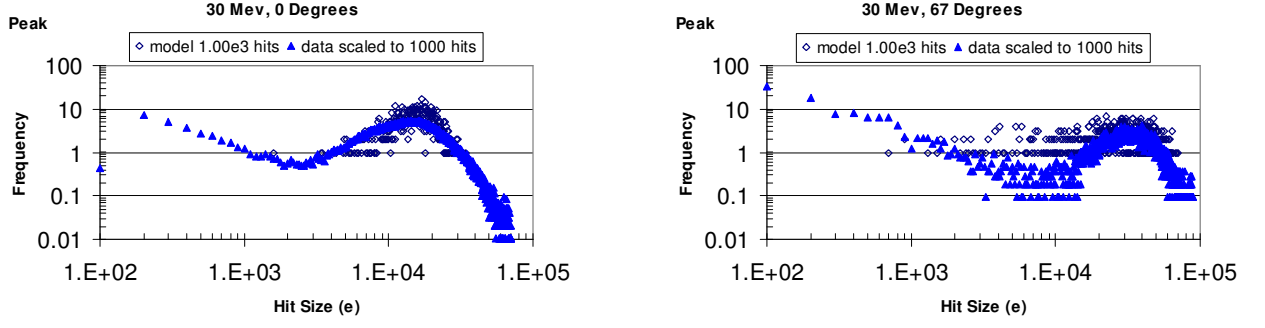 30 Mev, 0 Degrees
Peak
model 1.00e3 hits data scaled to 1000 hits
100
10
1
0.1
0.01
Frequency
1.E+02 1.E+03 1.E+04 1.E+05
Hit Size (e)
30 Mev, 67 Degrees
Peak
model 1.00e3 hits data scaled to 1000 hits
100
10
1
0.1
0.01
Frequency
1.E+02 1.E+03 1.E+04 1.E+05
Hit Size (e)